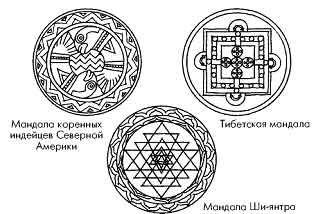 Мандала коренных
индейцев Северной
Америки
Тибетская мандала
Мандала Ши-янтра